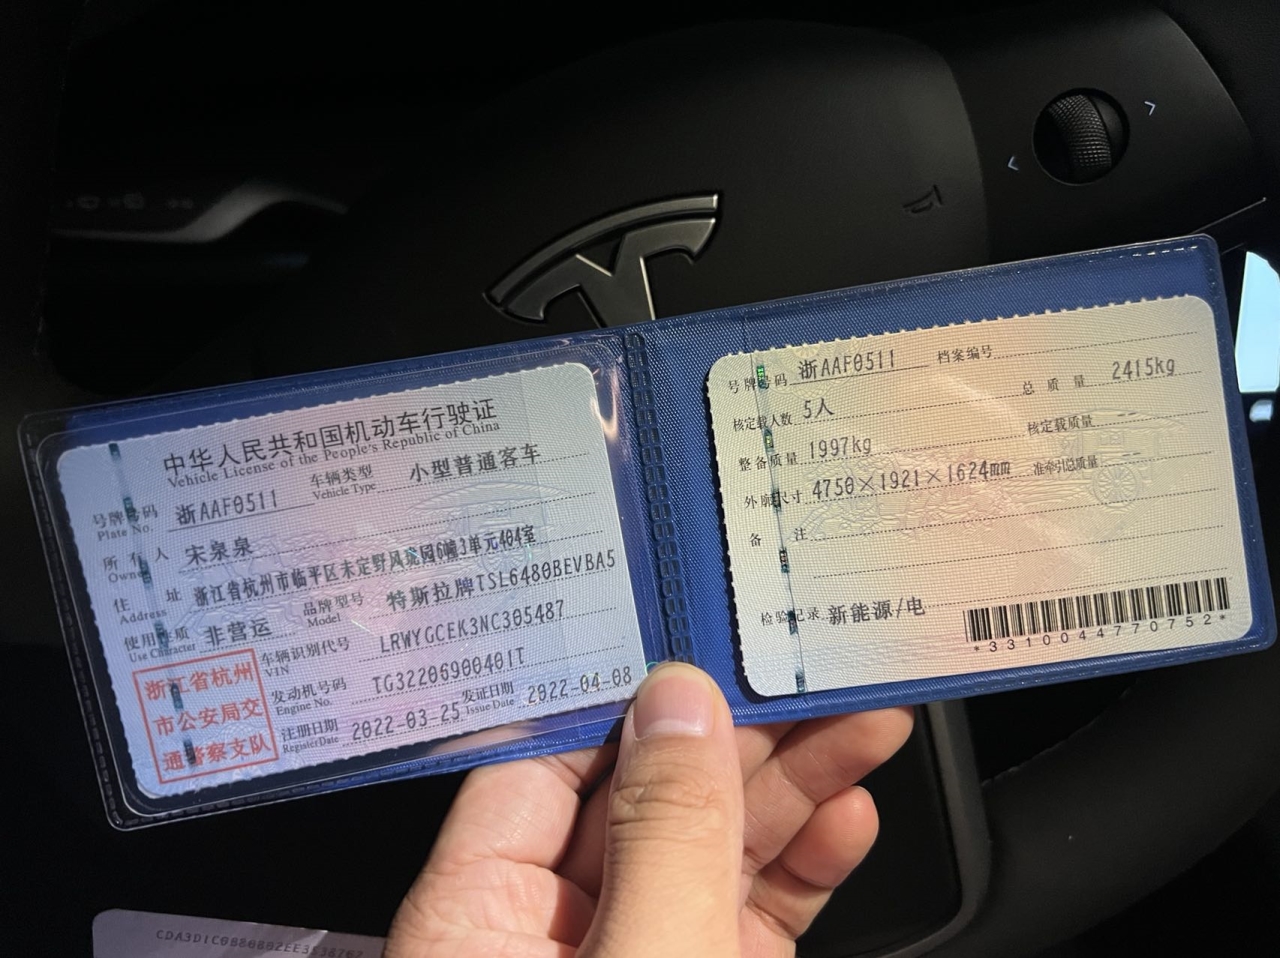 中华人民共和国机动车行驶证
Vehicle License of the People's Republic of China
号牌号码 浙AAF0511 车辆类型 小型普通客车
Plate No. Vehicle Type
所有人 宋泉泉
Owner
住址 浙江省杭州市临平区未定野风珑园6幢3单元404室
Address
使用性质 非营运 品牌型号 特斯拉牌TSL6480BEVBA5
Use Character Model
车辆识别代号 LRWYGCEK3NC305487
VIN
发动机号码 TG32206900401T
Engine No.
注册日期 2022-03-25 发证日期 2022-04-08
RegisterDate Issue Date
浙江省杭州
市公安局交
通警察支队
号牌号码 浙AAF0511 档案编号
核定载人数 5人 总质量 2415kg
整备质量 1997kg 核定载质量
外廓尺寸 4750×1921×1624mm 准牵引总质量
备注
检验记录 新能源/电
*3310044770752*